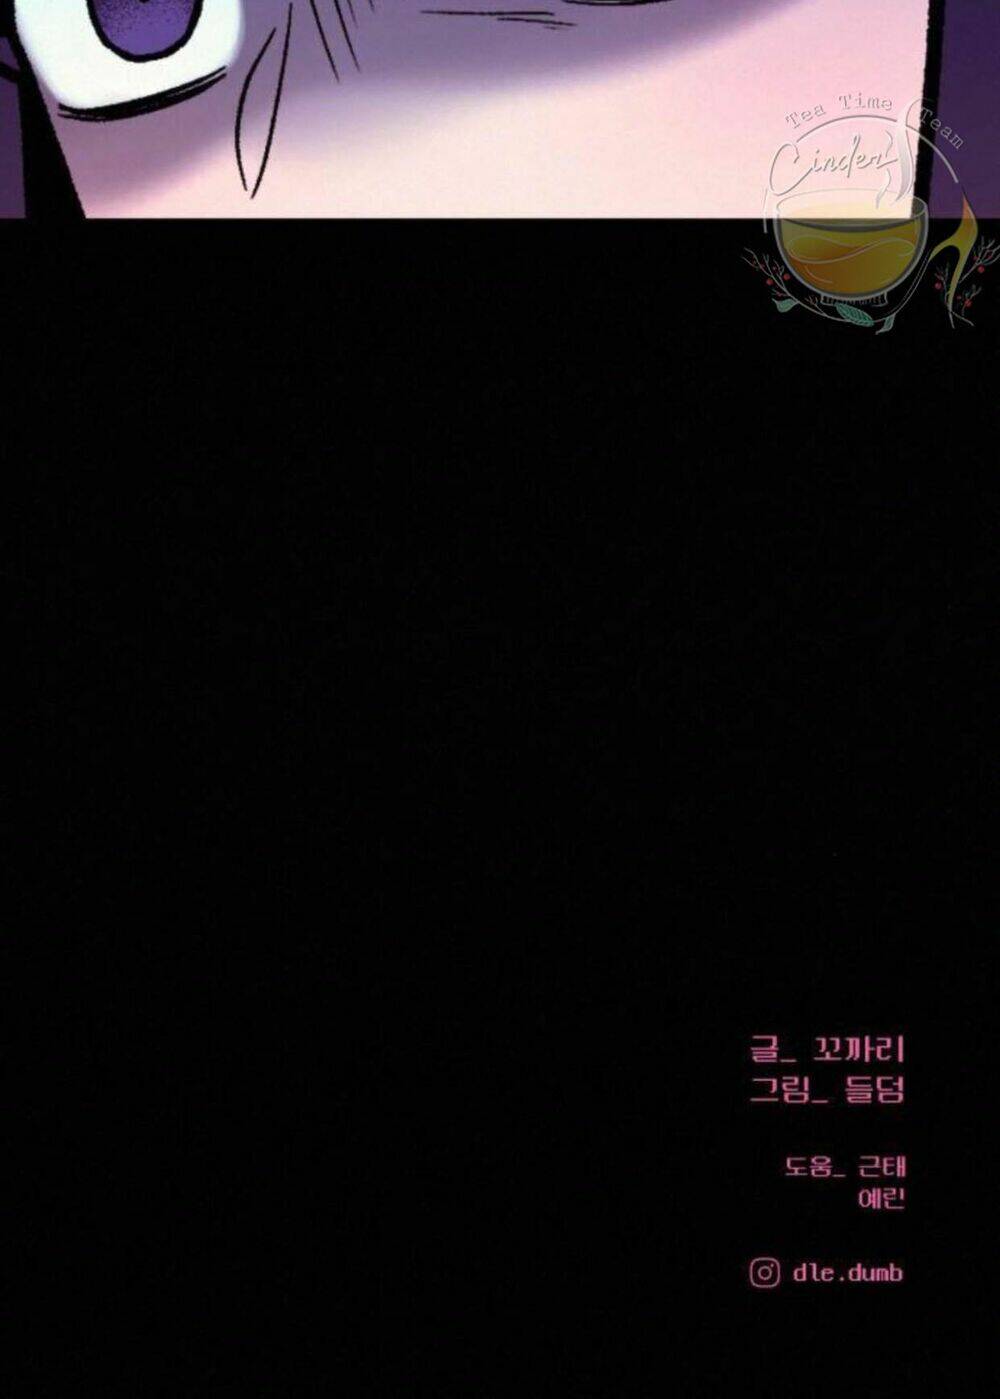 Tea Time Team
Cinder
글_ 꼬까리
그림_ 들덤
도움_ 근태
예린
dle.dumb